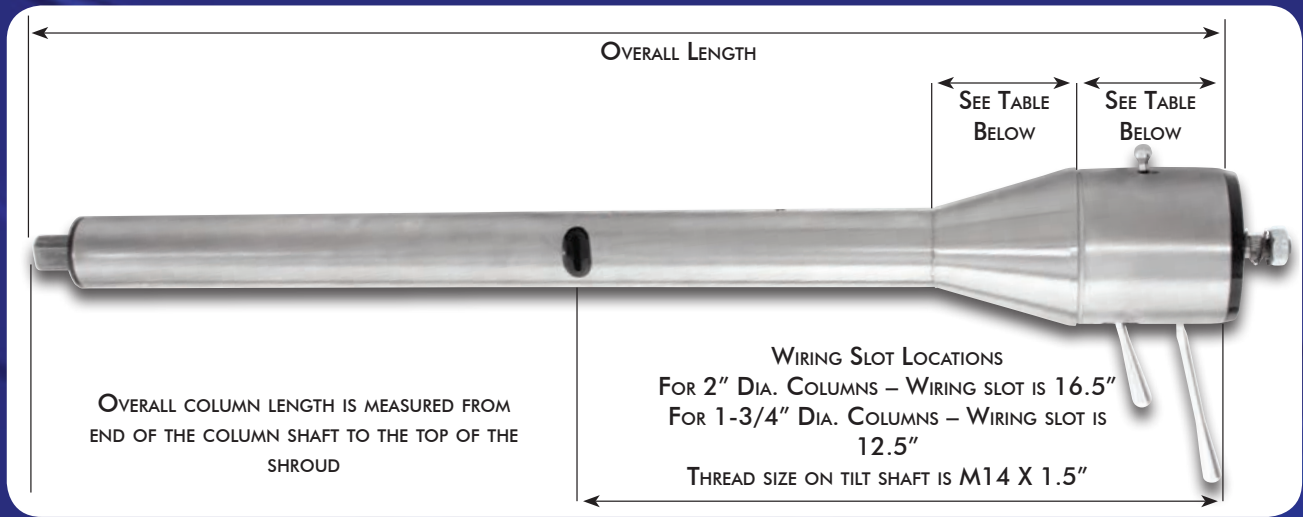 Overall Length
See Table
Below
See Table
Below
Wiring Slot Locations
For 2” Dia. Columns – Wiring slot is 16.5”
For 1-3/4” Dia. Columns – Wiring slot is
12.5”
Thread size on tilt shaft is M14 X 1.5”
Overall column length is measured from
end of the column shaft to the top of the
shroud